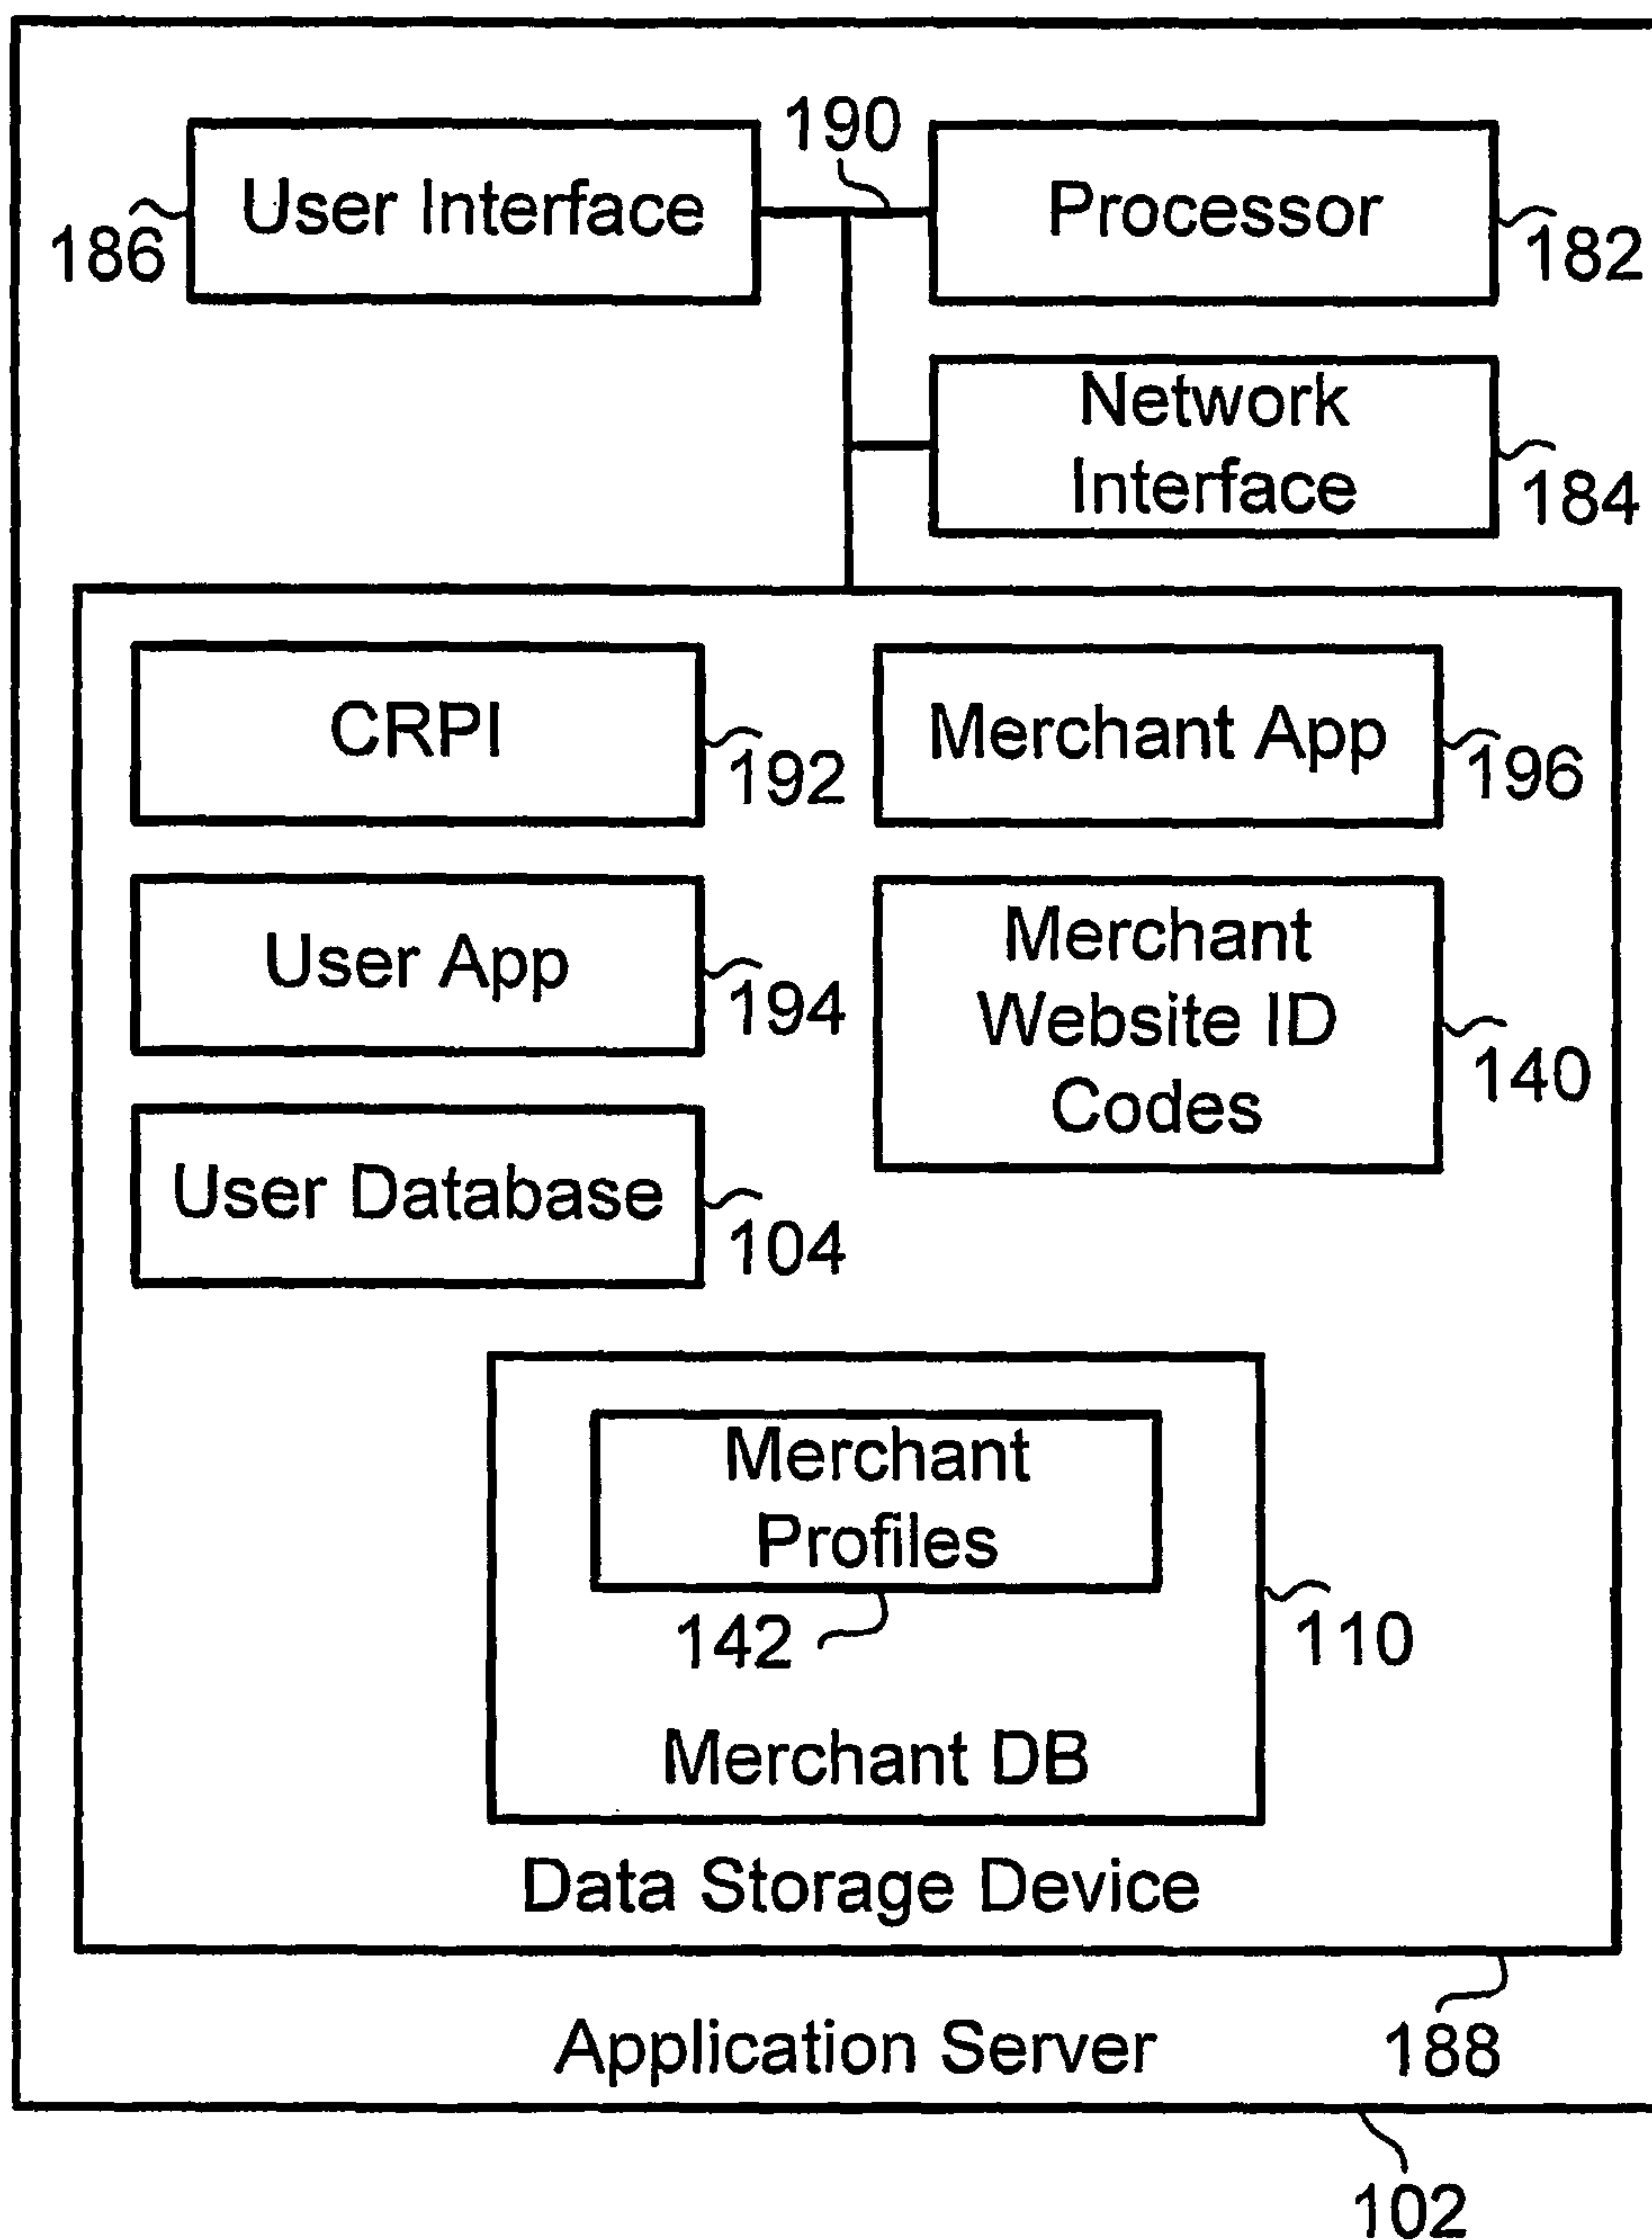 190
User Interface
Processor
186
182
Network
Interface
184
CRPI
192
Merchant App
196
User App
194
Merchant
Website ID
Codes
140
User Database
104
Merchant
Profiles
142
110
Merchant DB
Data Storage Device
188
Application Server
102